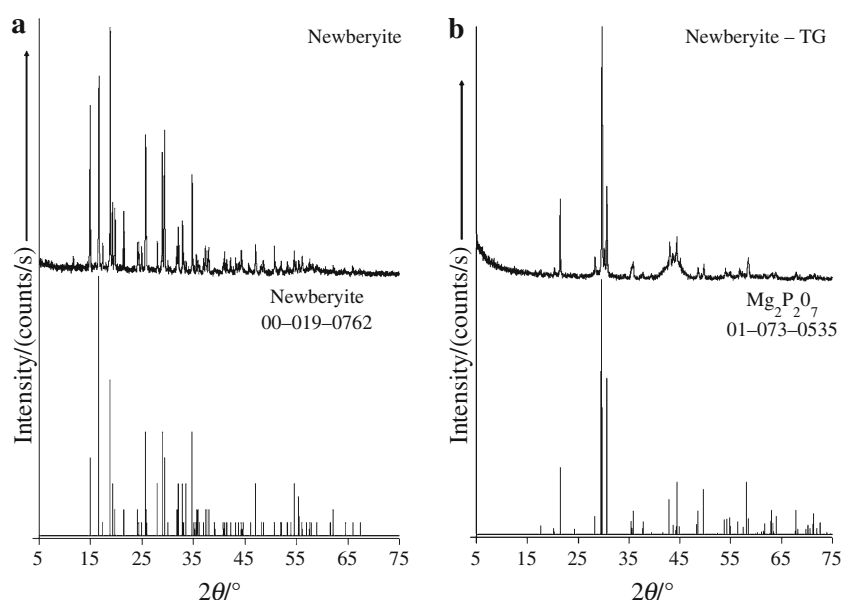 a
Newberyite
Intensity/(counts/s)
Newberyite
00–019–0762
5 15 25 35 45 55 65 75
2θ/°
b
Newberyite – TG
Intensity/(counts/s)
Mg2P207
01–073–0535
5 15 25 35 45 55 65 75
2θ/°